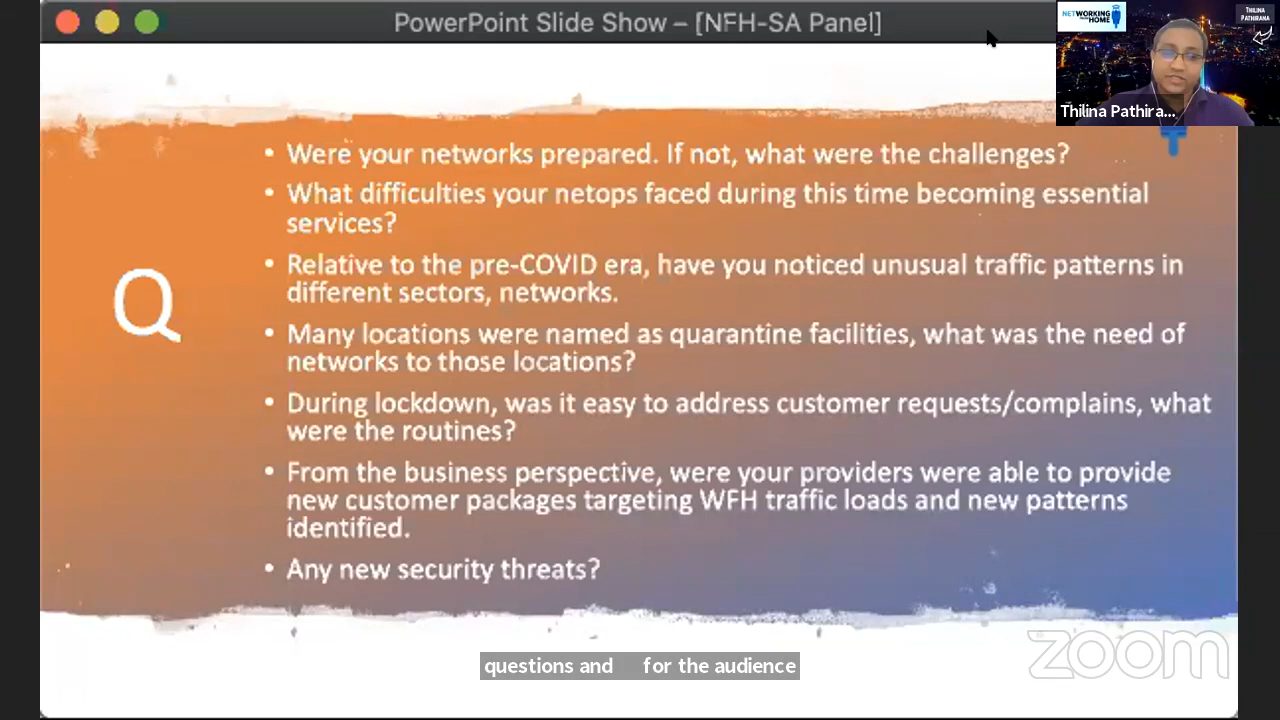 PowerPoint Slide Show – [NFH-SA Panel]
NETWORKING
HOME
THILINA
PATHIRANA
Thilina Pathira...
Q
• Were your networks prepared. If not, what were the challenges?
• What difficulties your netops faced during this time becoming essential
services?
• Relative to the pre-COVID era, have you noticed unusual traffic patterns in
different sectors, networks.
• Many locations were named as quarantine facilities, what was the need of
networks to those locations?
• During lockdown, was it easy to address customer requests/complains, what
were the routines?
• From the business perspective, were your providers were able to provide
new customer packages targeting WFH traffic loads and new patterns
identified.
• Any new security threats?
questions and for the audience
zoom